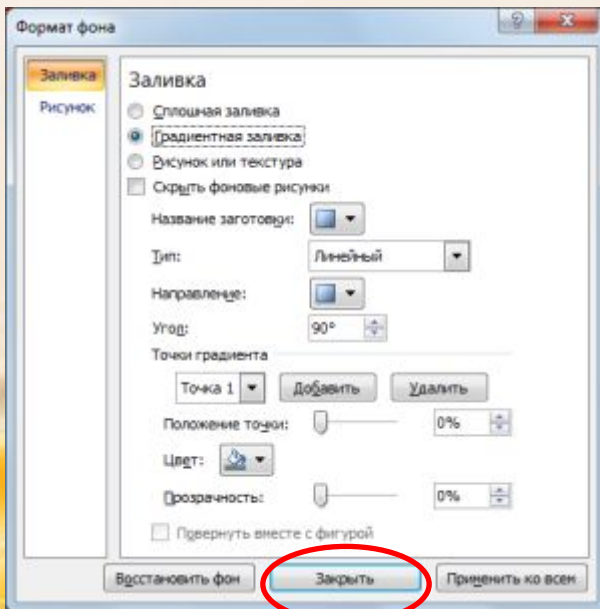 Формат фона
Заливка
Рисунок
Заливка
Сплошная заливка
Градиентная заливка
Рисунок или текстура
Скрыть фоновые рисунки
Название заготовки:
Тип: Линейный
Направление:
Угол: 90°
Точки градиента
Точка 1 Добавить Удалить
Положение точки: 0%
Цвет:
Прозрачность: 0%
Повернуть вместе с фигурой
Восстановить фон Закрыть Применить ко всем